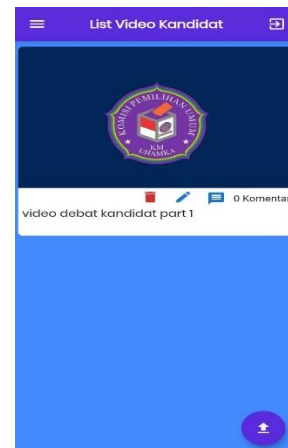 List Video Kandidat
KOMISI PEMILIHAN UMUM
KM
UHAMKA
0 Komentar
video debat kandidat part 1